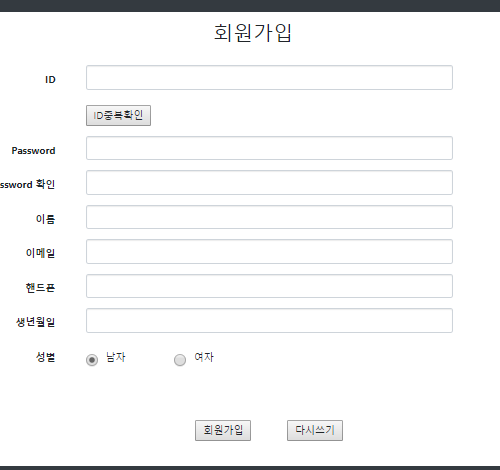 회원가입
ID
ID중복확인
Password
ssword 확인
이름
이메일
핸드폰
생년월일
성별 남자 여자
회원가입 다시쓰기